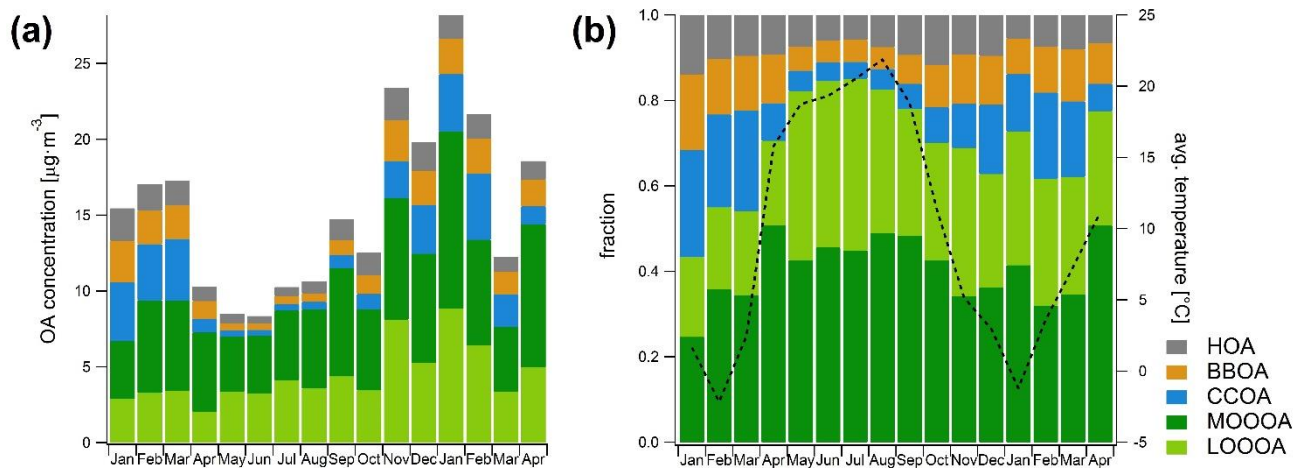 (a)
OA concentration [µg·m⁻³]
25
20
15
10
5
0
Jan Feb Mar Apr May Jun Jul Aug Sep Oct Nov Dec Jan Feb Mar Apr
(b)
fraction
1.0
0.8
0.6
0.4
0.2
0.0
Jan Feb Mar Apr May Jun Jul Aug Sep Oct Nov Dec Jan Feb Mar Apr
25
20
15
10
5
0
-5
avg. temperature [°C]
HOA
BBOA
CCOA
MOOOA
LOOOA